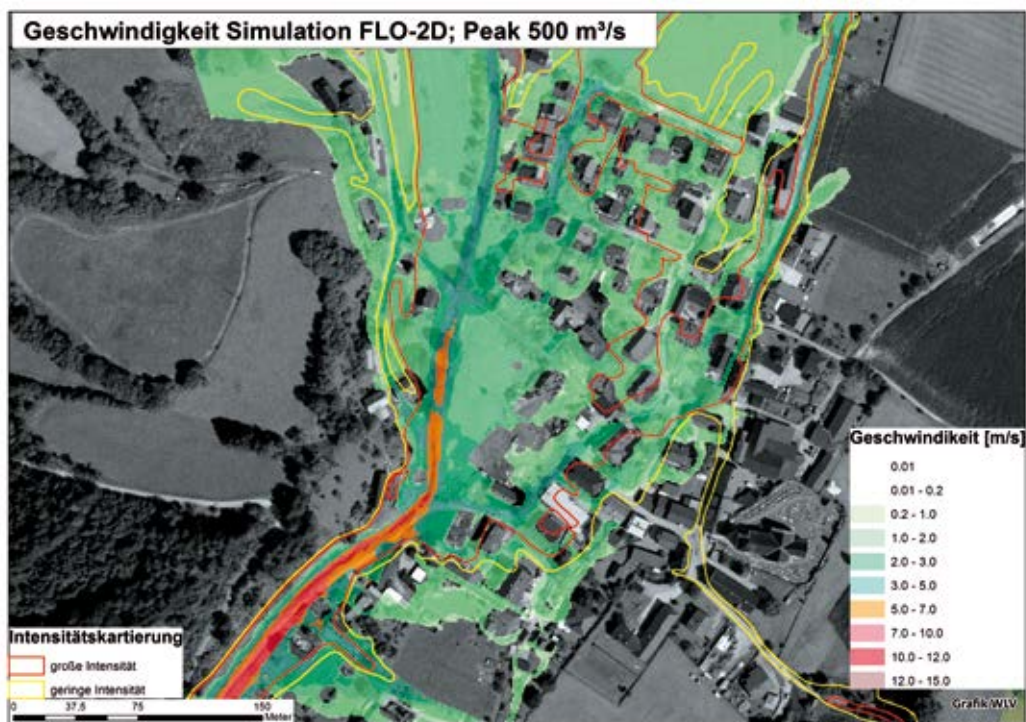 Geschwindigkeit Simulation FLO-2D; Peak 500 m³/s
Geschwindikeit [m/s]
0.01
0.01 - 0.2
0.2 - 1.0
1.0 - 2.0
2.0 - 3.0
3.0 - 5.0
5.0 - 7.0
7.0 - 10.0
10.0 - 12.0
12.0 - 15.0
Intensitätskartierung
große Intensität
geringe Intensität
0 37,5 75 150
Meter
Grafik WLV